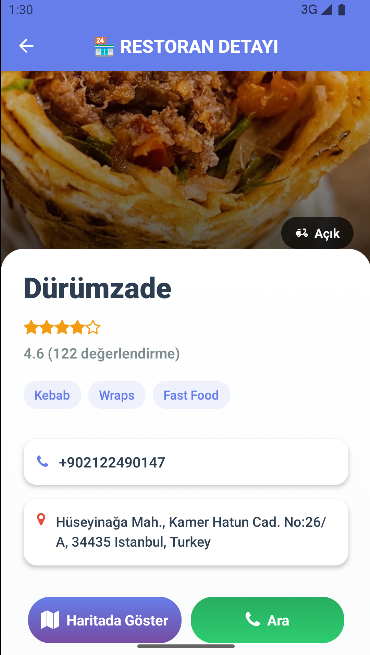 1:30
3G
RESTORAN DETAYI
Açık
Dürümzade
4.6 (122 değerlendirme)
Kebab
Wraps
Fast Food
+902122490147
Hüseyinağa Mah., Kamer Hatun Cad. No:26/
A, 34435 Istanbul, Turkey
Haritada Göster
Ara